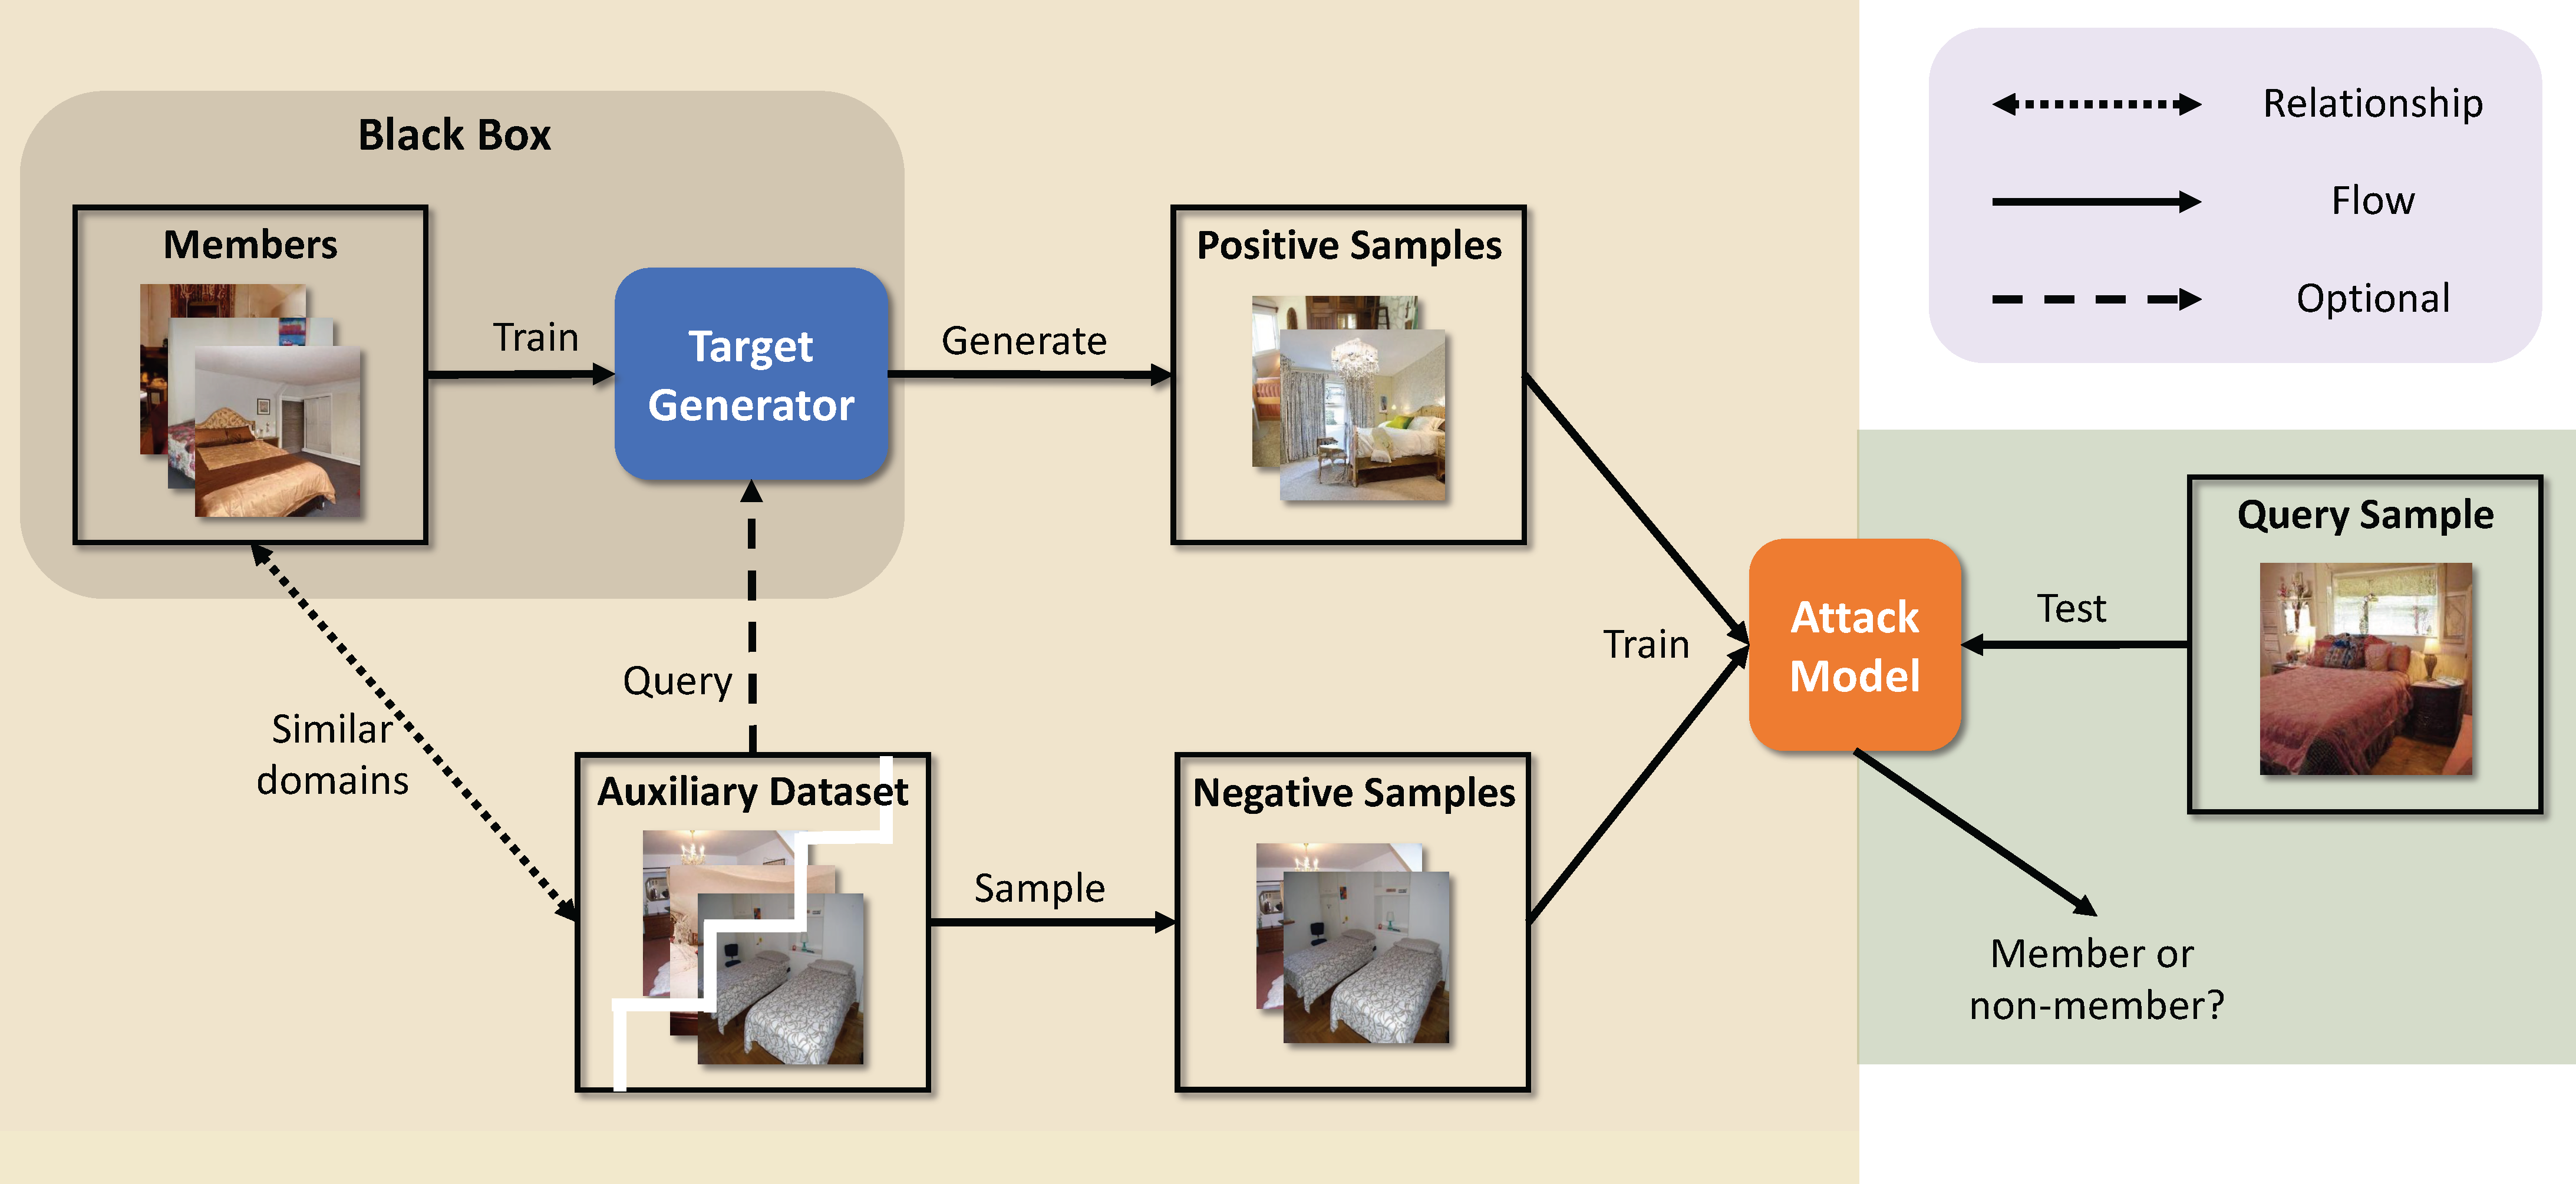 Black Box
Members
Train
Target
Generator
Generate
Positive Samples
Relationship
Flow
Optional
Query Sample
Test
Attack
Model
Train
Query
Similar
domains
Auxiliary Dataset
Sample
Negative Samples
Member or
non-member?